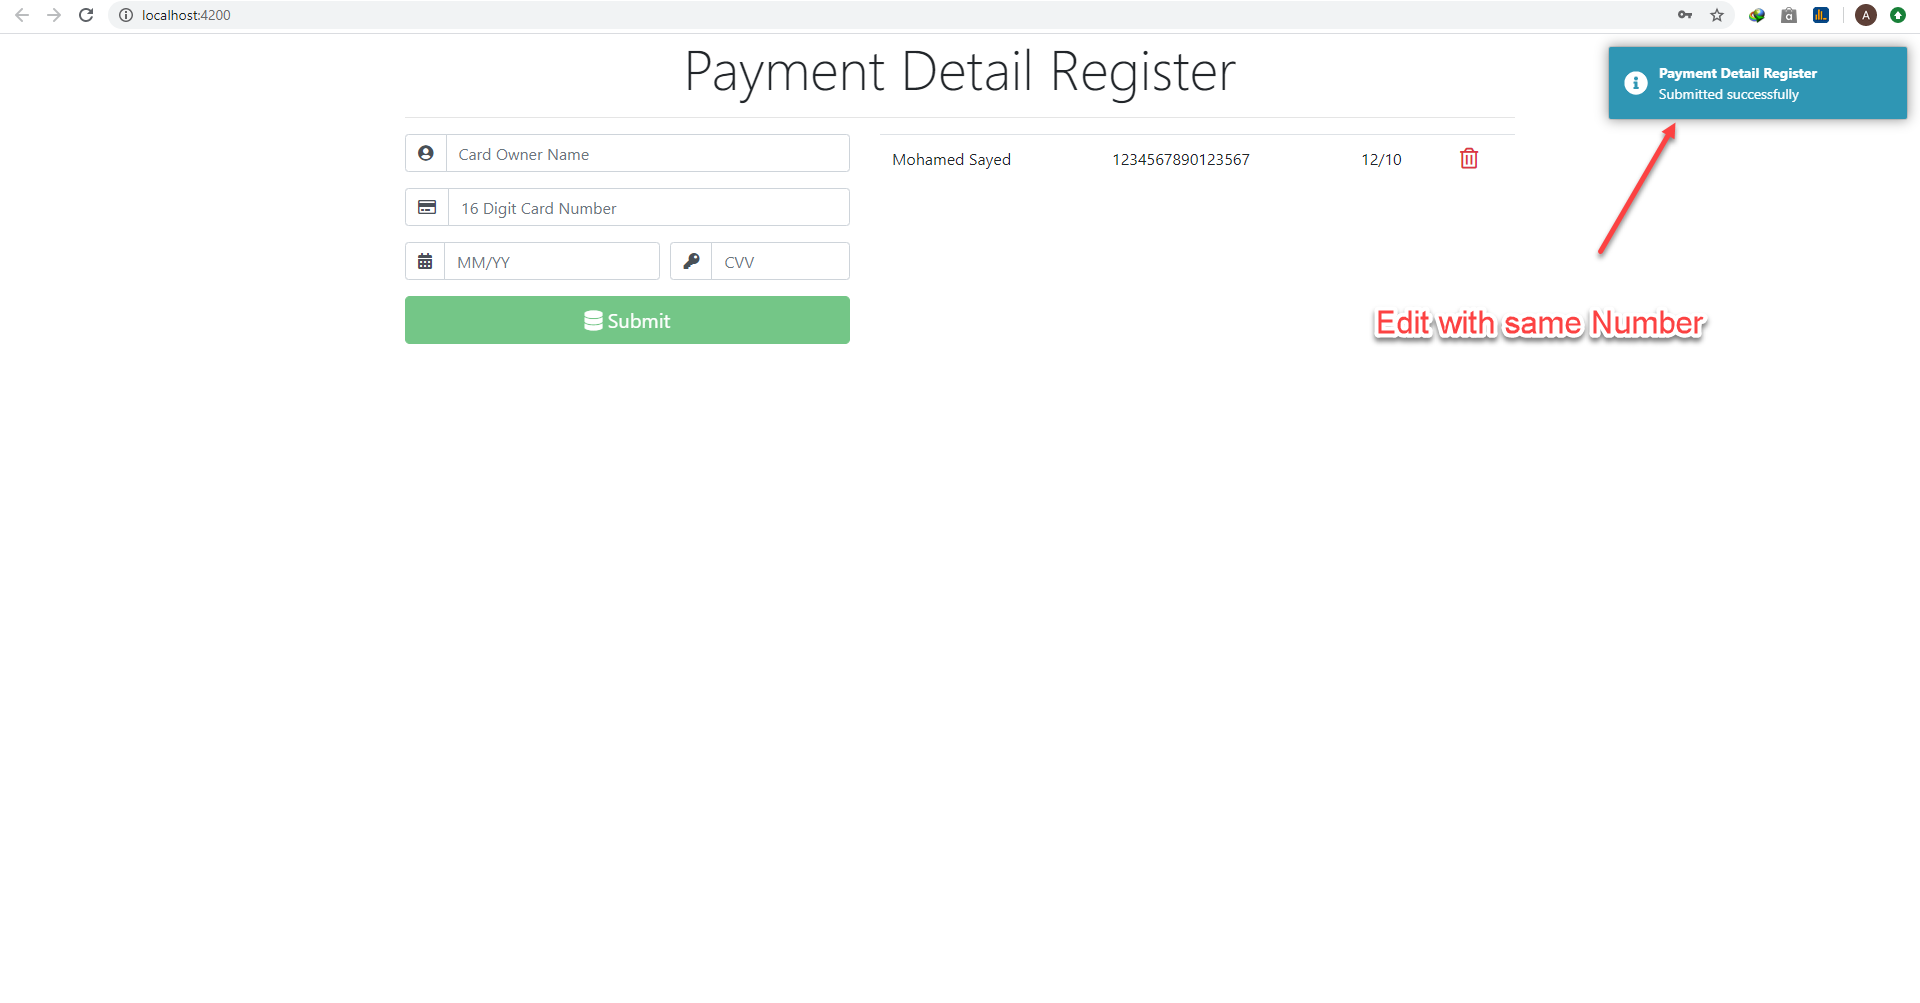 localhost:4200
A
Payment Detail Register
Payment Detail Register
Submitted successfully
Card Owner Name
Mohamed Sayed 1234567890123567 12/10
16 Digit Card Number
MM/YY CVV
Submit
Edit with same Number